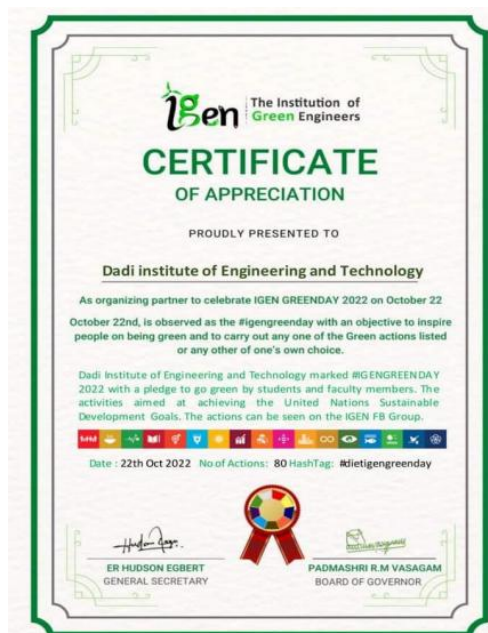 igen The Institution of
Green Engineers
CERTIFICATE
OF APPRECIATION
PROUDLY PRESENTED TO
Dadi institute of Engineering and Technology
As organizing partner to celebrate IGEN GREENDAY 2022 on October 22
October 22nd, is observed as the #igengreenday with an objective to inspire
people on being green and to carry out any one of the Green actions listed
or any other of one's own choice.
Dadi Institute of Engineering and Technology marked #IGENGREENDAY
2022 with a pledge to go green by students and faculty members. The
activities aimed at achieving the United Nations Sustainable
Development Goals. The actions can be seen on the IGEN FB Group.
Date : 22th Oct 2022 No of Actions: 80 HashTag: #dietigengreenday
ER HUDSON EGBERT
GENERAL SECRETARY
PADMASHRI R.M VASAGAM
BOARD OF GOVERNOR